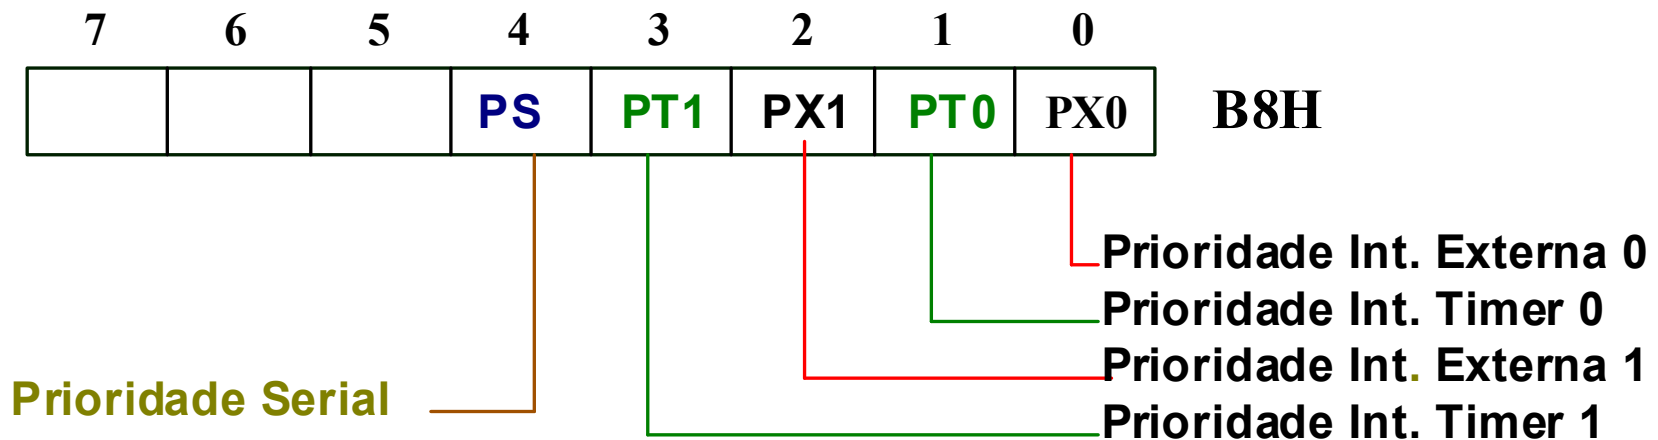 7 6 5 4 3 2 1 0
PS PT1 PX1 PT0 PX0 B8H
Prioridade Int. Externa 0
Prioridade Int. Timer 0
Prioridade Int. Externa 1
Prioridade Serial
Prioridade Int. Timer 1